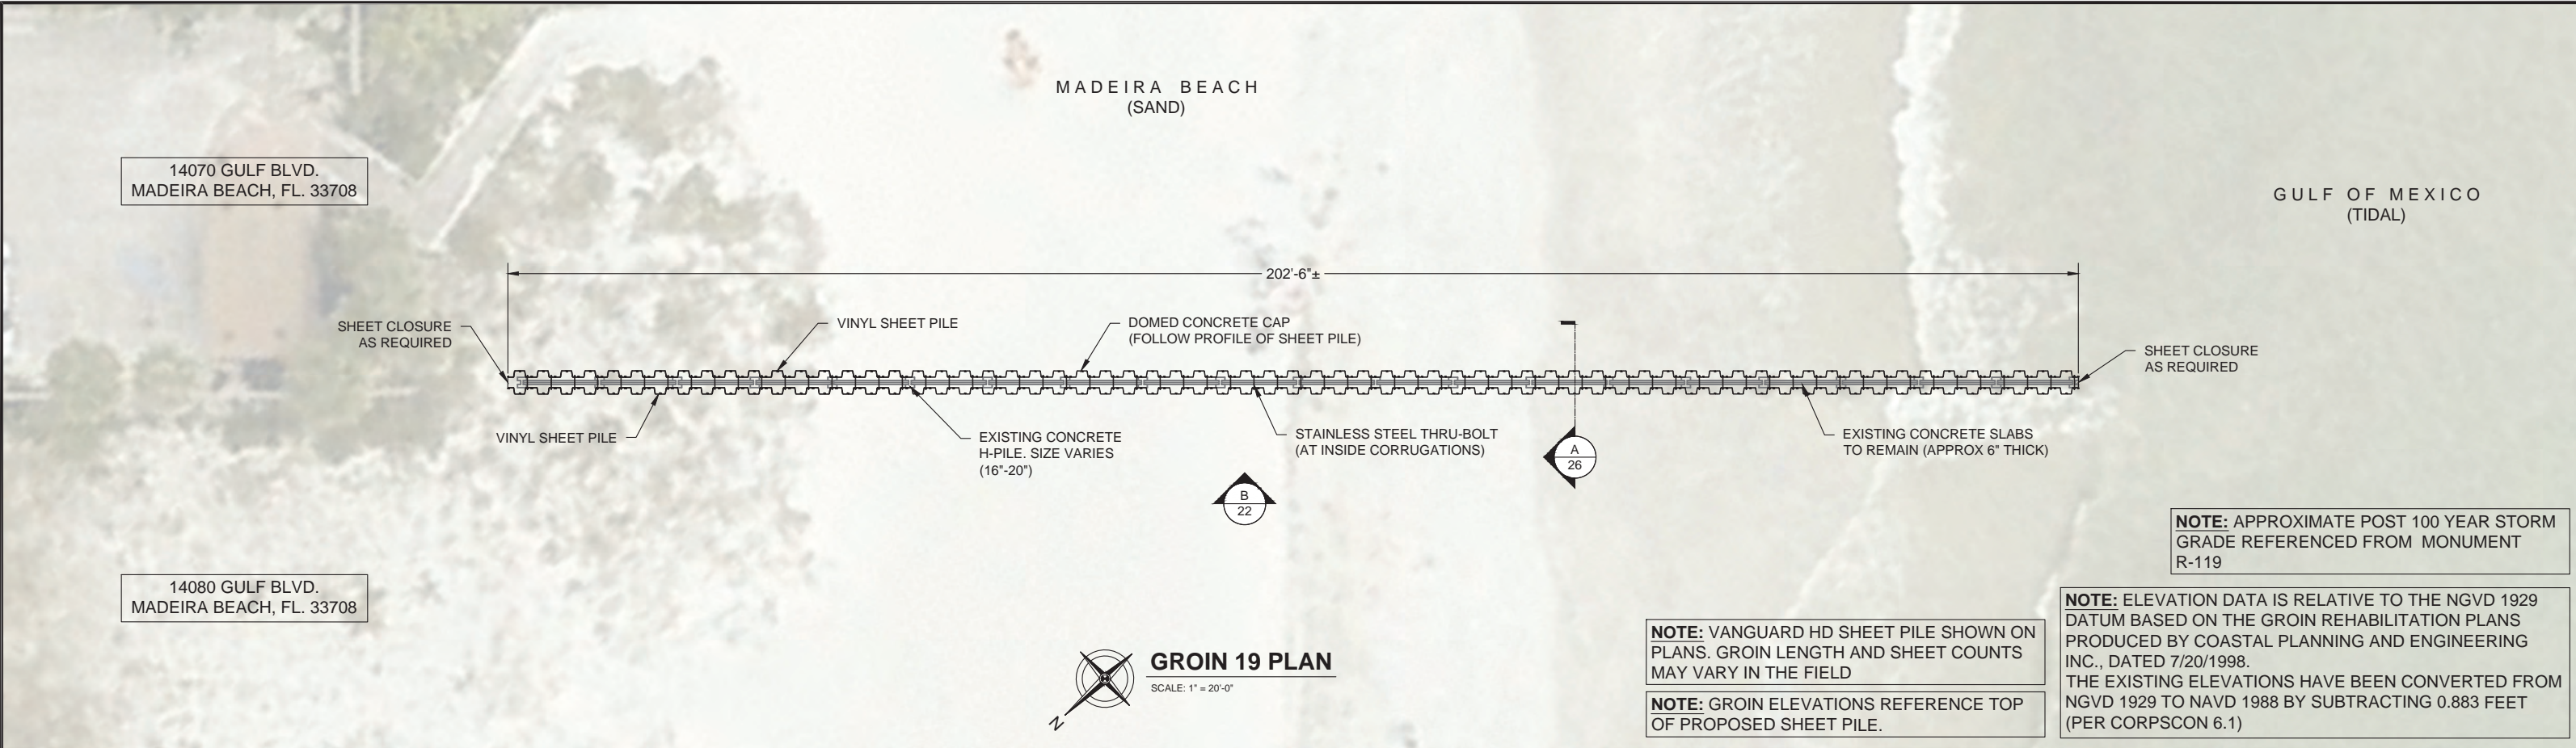 MADEIRA BEACH
(SAND)
14070 GULF BLVD.
MADEIRA BEACH, FL. 33708
GULF OF MEXICO
(TIDAL)
202'-6"±
SHEET CLOSURE
AS REQUIRED
VINYL SHEET PILE
DOMED CONCRETE CAP
(FOLLOW PROFILE OF SHEET PILE)
SHEET CLOSURE
AS REQUIRED
VINYL SHEET PILE
EXISTING CONCRETE
H-PILE. SIZE VARIES
(16"-20")
STAINLESS STEEL THRU-BOLT
(AT INSIDE CORRUGATIONS)
A
26
EXISTING CONCRETE SLABS
TO REMAIN (APPROX 6" THICK)
B
22
14080 GULF BLVD.
MADEIRA BEACH, FL. 33708
N
GROIN 19 PLAN
SCALE: 1" = 20'-0"
NOTE: VANGUARD HD SHEET PILE SHOWN ON
PLANS. GROIN LENGTH AND SHEET COUNTS
MAY VARY IN THE FIELD
NOTE: GROIN ELEVATIONS REFERENCE TOP
OF PROPOSED SHEET PILE.
NOTE: APPROXIMATE POST 100 YEAR STORM
GRADE REFERENCED FROM MONUMENT
R-119
NOTE: ELEVATION DATA IS RELATIVE TO THE NGVD 1929
DATUM BASED ON THE GROIN REHABILITATION PLANS
PRODUCED BY COASTAL PLANNING AND ENGINEERING
INC., DATED 7/20/1998.
THE EXISTING ELEVATIONS HAVE BEEN CONVERTED FROM
NGVD 1929 TO NAVD 1988 BY SUBTRACTING 0.883 FEET
(PER CORPSCON 6.1)